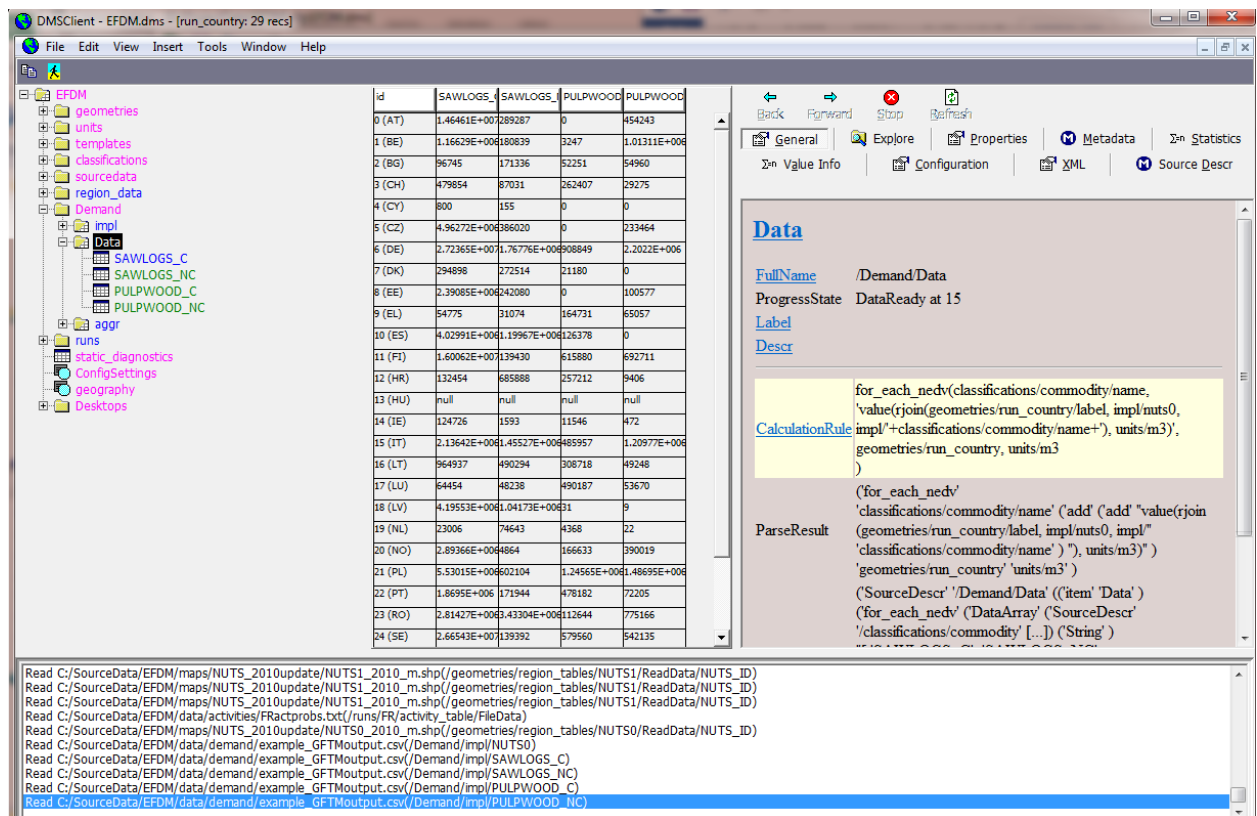 DMSClient - EFDM.dms - [run_country: 29 recs]
File Edit View Insert Tools Window Help
EFDM
geometries
units
templates
classifications
sourcedata
region_data
Demand
impl
Data
SAWLOGS_C
SAWLOGS_NC
PULPWOOD_C
PULPWOOD_NC
aggr
runs
static_diagnostics
ConfigSettings
geography
Desktops
id SAWLOGS_ SAWLOGS_ PULPWOOD PULPWOOD
0 (AT) 1.46461E+007 289287 0 454243
1 (BE) 1.16629E+006 180839 3247 1.01311E+006
2 (BG) 96745 171336 52251 54960
3 (CH) 479854 87031 262407 29275
4 (CY) 800 155 0 0
5 (CZ) 4.96272E+006 386020 0 233464
6 (DE) 2.72365E+007 1.76776E+006 908849 2.2022E+006
7 (DK) 294898 272514 21180 0
8 (EE) 2.39085E+006 242080 0 100577
9 (EL) 54775 31074 164731 65057
10 (ES) 4.02991E+006 1.19967E+006 126378 0
11 (FI) 1.60062E+007 139430 615880 692711
12 (HR) 132454 685888 257212 9406
13 (HU) null null null null
14 (IE) 124726 1593 11546 472
15 (IT) 2.13642E+006 1.45527E+006 485957 1.20977E+006
16 (LT) 964937 490294 308718 49248
17 (LU) 64454 48238 490187 53670
18 (LV) 4.19553E+006 1.04173E+006 31 9
19 (NL) 23006 74643 4368 22
20 (NO) 2.89366E+006 4864 166633 390019
21 (PL) 5.53015E+006 602104 1.24565E+006 1.48695E+006
22 (PT) 1.8695E+006 171944 478182 72205
23 (RO) 2.81427E+006 3.43304E+006 112644 775166
24 (SE) 2.66543E+007 139392 579560 542135
Back Forward Stop Refresh
General Explore Properties Metadata Σ=n Statistics
Σ=n Value Info Configuration XML Source Descr
Data
FullName /Demand/Data
ProgressState DataReady at 15
Label
Descr
for_each_nedv(classifications/commodity/name,
'value(rjoin(geometries/run_country/label, impl/nuts0,
CalculationRule impl/'+classifications/commodity/name+'), units/m3)',
geometries/run_country, units/m3
)
('for_each_nedv'
'classifications/commodity/name' ('add' ('add' "value(rjoin
ParseResult (geometries/run_country/label, impl/nuts0, impl/"
'classifications/commodity/name' ) "), units/m3)" )
'geometries/run_country' 'units/m3' )
('SourceDescr' '/Demand/Data' (('item' 'Data' )
('for_each_nedv' ('DataArray' ('SourceDescr'
'/classifications/commodity' [...]) ('String' )
Read C:/SourceData/EFDM/maps/NUTS_2010update/NUTS1_2010_m.shp(/geometries/region_tables/NUTS1/ReadData/NUTS_ID)
Read C:/SourceData/EFDM/maps/NUTS_2010update/NUTS1_2010_m.shp(/geometries/region_tables/NUTS1/ReadData/NUTS_ID)
Read C:/SourceData/EFDM/maps/NUTS_2010update/NUTS1_2010_m.shp(/geometries/region_tables/NUTS1/ReadData/NUTS_ID)
Read C:/SourceData/EFDM/data/activities/FRactprobs.txt(/runs/FR/activity_table/FileData)
Read C:/SourceData/EFDM/maps/NUTS_2010update/NUTS0_2010_m.shp(/geometries/region_tables/NUTS0/ReadData/NUTS_ID)
Read C:/SourceData/EFDM/data/demand/example_GFTMoutput.csv(/Demand/impl/NUTS0)
Read C:/SourceData/EFDM/data/demand/example_GFTMoutput.csv(/Demand/impl/SAWLOGS_C)
Read C:/SourceData/EFDM/data/demand/example_GFTMoutput.csv(/Demand/impl/SAWLOGS_NC)
Read C:/SourceData/EFDM/data/demand/example_GFTMoutput.csv(/Demand/impl/PULPWOOD_C)
Read C:/SourceData/EFDM/data/demand/example_GFTMoutput.csv(/Demand/impl/PULPWOOD_NC)